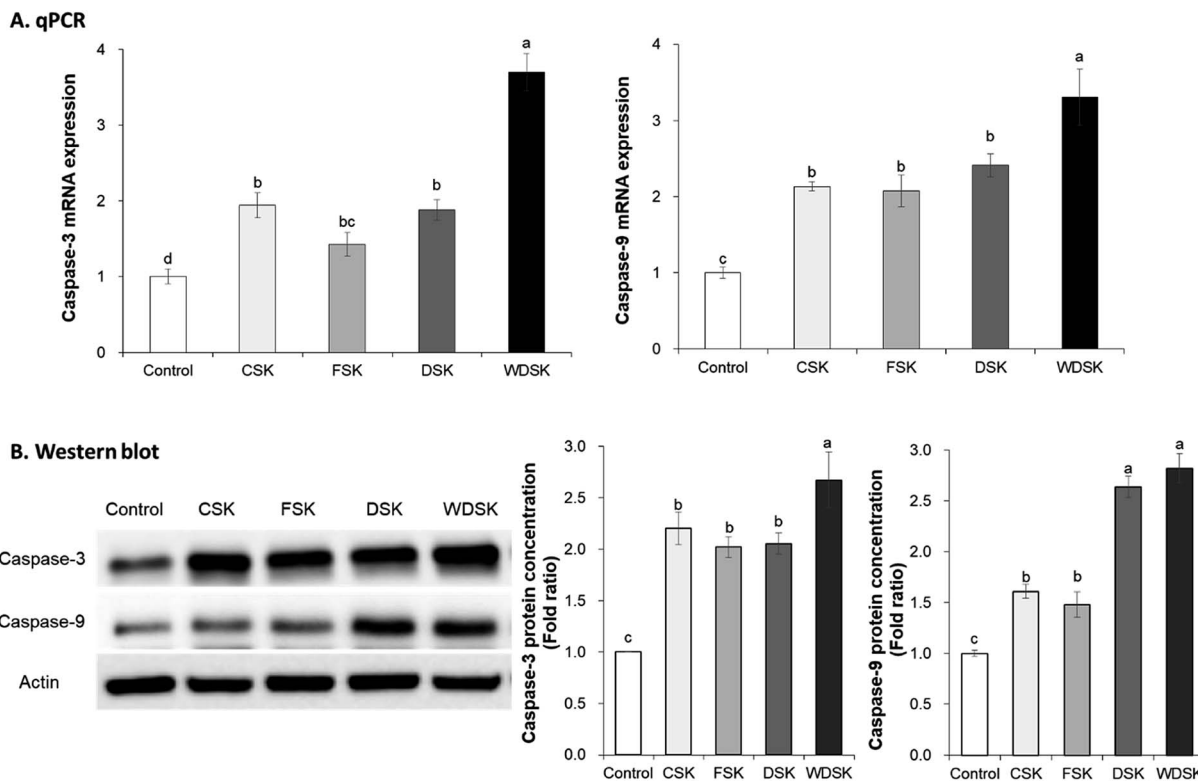 A. qPCR
Caspase-3 mRNA expression
4
3
2
1
0
d
b
bc
b
a
Control CSK FSK DSK WDSK
Caspase-9 mRNA expression
4
3
2
1
0
c
b
b
b
a
Control CSK FSK DSK WDSK
B. Western blot
Control CSK FSK DSK WDSK
Caspase-3
Caspase-9
Actin
Caspase-3 protein concentration
(Fold ratio)
3.0
2.5
2.0
1.5
1.0
0.5
0.0
c
b
b
b
a
Control CSK FSK DSK WDSK
Caspase-9 protein concentration
(Fold ratio)
3.0
2.5
2.0
1.5
1.0
0.5
0.0
c
b
b
a
a
Control CSK FSK DSK WDSK